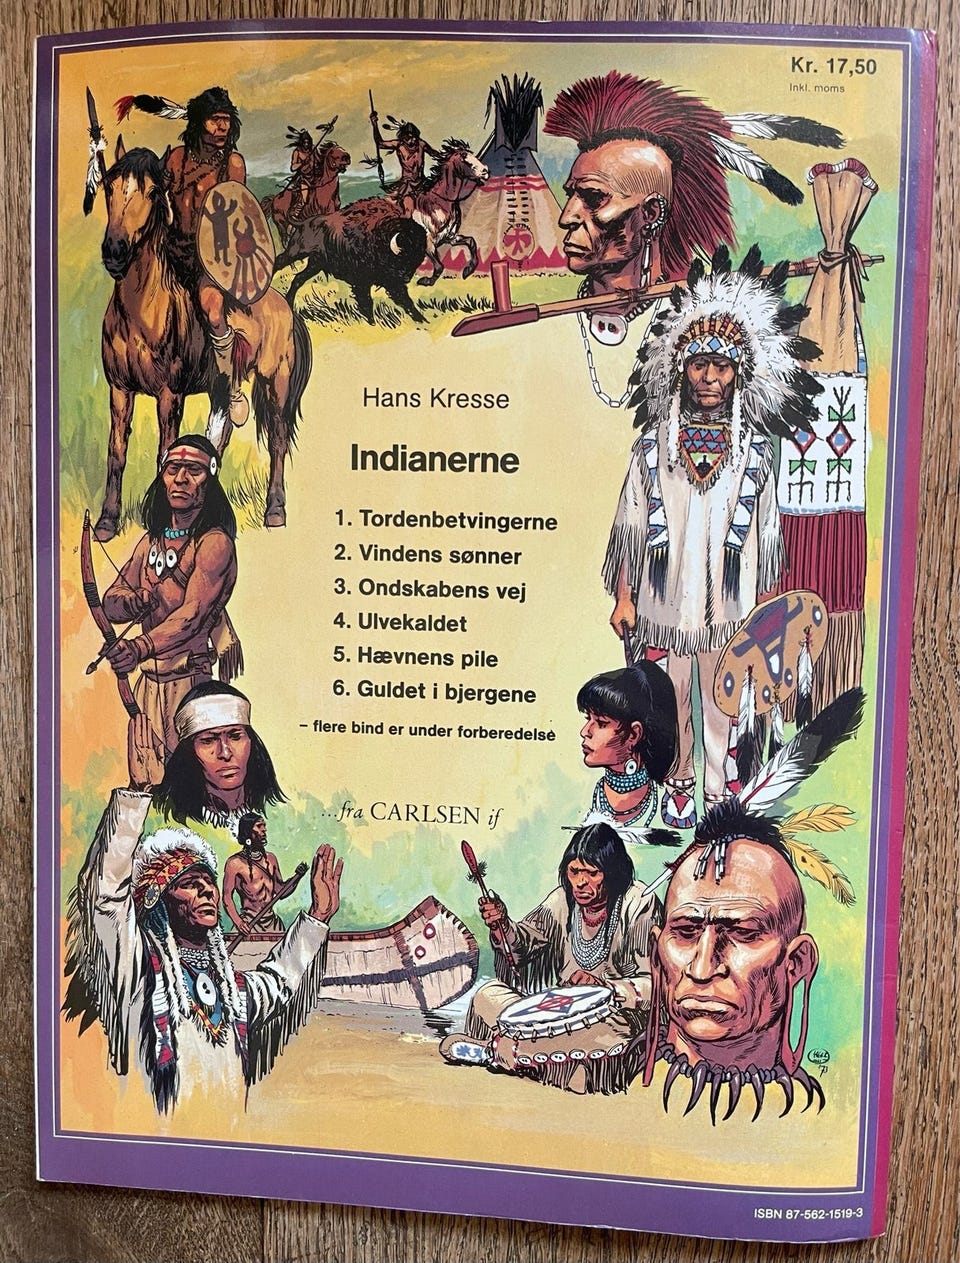 Kr. 17,50
Inkl. moms
Hans Kresse
Indianerne
1. Tordenbetvingerne
2. Vindens sønner
3. Ondskabens vej
4. Ulvekaldet
5. Hævnens pile
6. Guldet i bjergene
– flere bind er under forberedelse
...fra CARLSEN if
ISBN 87-562-1519-3